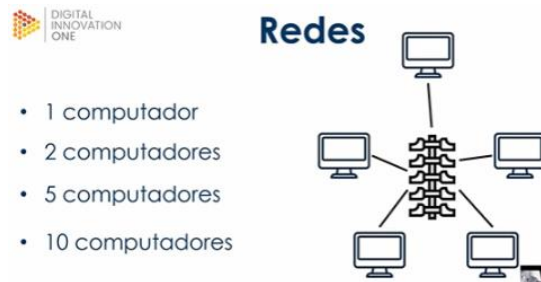 DIGITAL
INNOVATION
ONE
Redes
• 1 computador
• 2 computadores
• 5 computadores
• 10 computadores